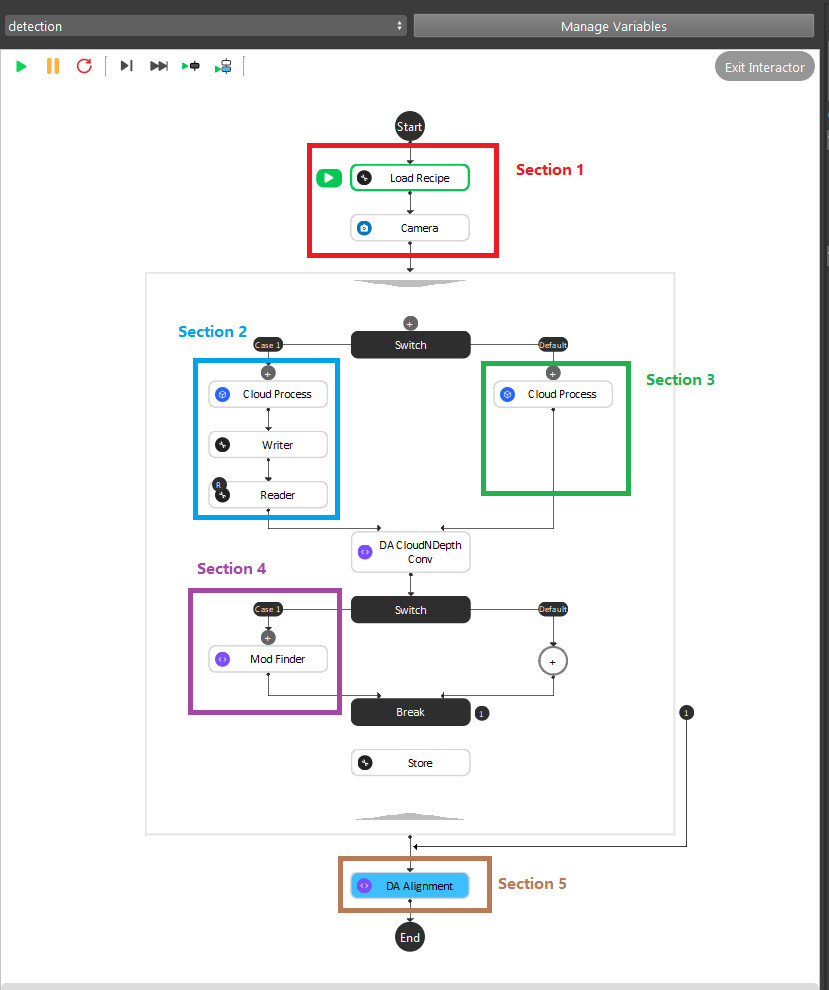 detection
Manage Variables
Exit Interactor
Start
Section 1
Load Recipe
Camera
Section 2
Case 1
+
Switch
Default
Section 3
+
+
Cloud Process
Cloud Process
Writer
R
Reader
DA CloudNDepth
Conv
Section 4
Case 1
Switch
Default
+
Mod Finder
+
Break
1
1
Store
DA Alignment
Section 5
End